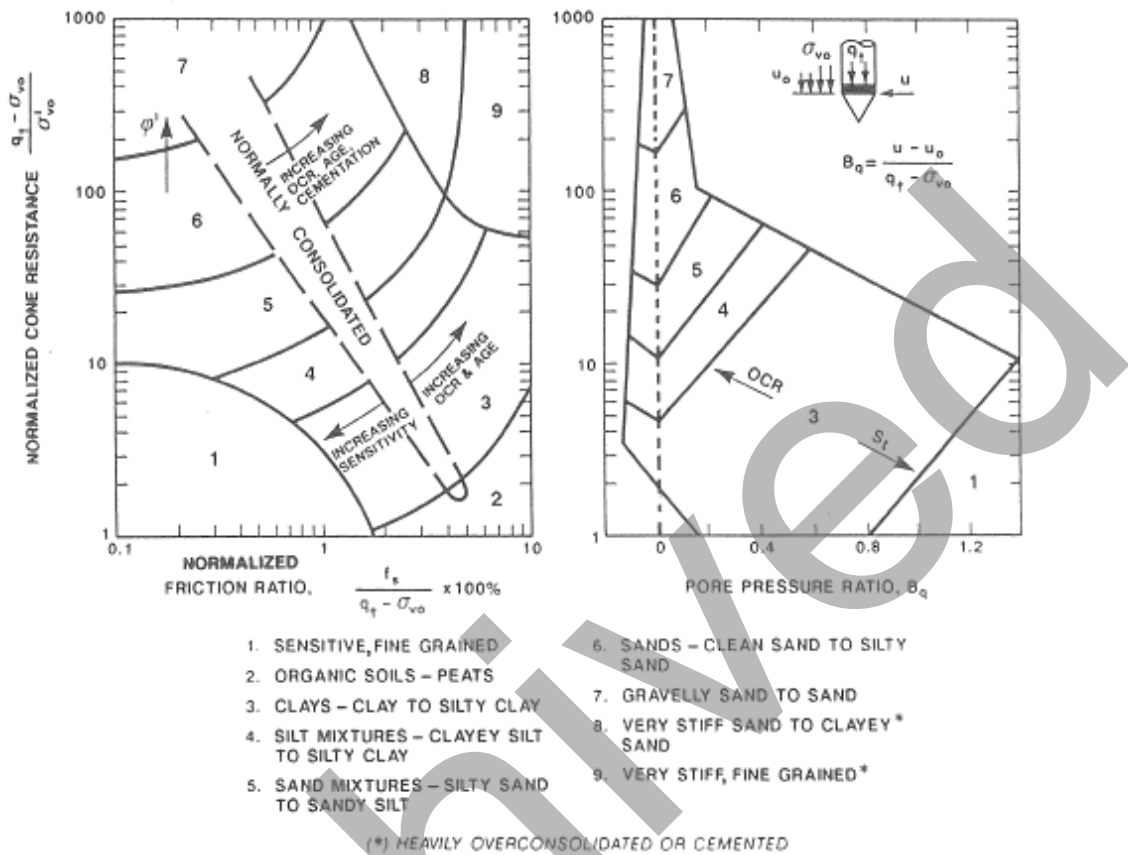 1000
100
10
1
NORMALIZED CONE RESISTANCE
q_t − σ_vo
σ'_vo
φ'
7
8
9
6
5
4
3
1
2
NORMALLY CONSOLIDATED
INCREASING
OCR, AGE,
CEMENTATION
INCREASING
OCR & AGE
INCREASING
SENSITIVITY
0.1
1
10
NORMALIZED
FRICTION RATIO,
f_s
q_t − σ_vo
x 100%
1000
100
10
1
7
6
5
4
3
1
OCR
S_t
σ_vo
q_t
u_o
u
B_q = u − u_o
q_t − σ_vo
0
0.4
0.8
1.2
PORE PRESSURE RATIO, B_q
1. SENSITIVE, FINE GRAINED
2. ORGANIC SOILS – PEATS
3. CLAYS – CLAY TO SILTY CLAY
4. SILT MIXTURES – CLAYEY SILT
TO SILTY CLAY
5. SAND MIXTURES – SILTY SAND
TO SANDY SILT
6. SANDS – CLEAN SAND TO SILTY
SAND
7. GRAVELLY SAND TO SAND
8. VERY STIFF SAND TO CLAYEY*
SAND
9. VERY STIFF, FINE GRAINED*
(*) HEAVILY OVERCONSOLIDATED OR CEMENTED
hived